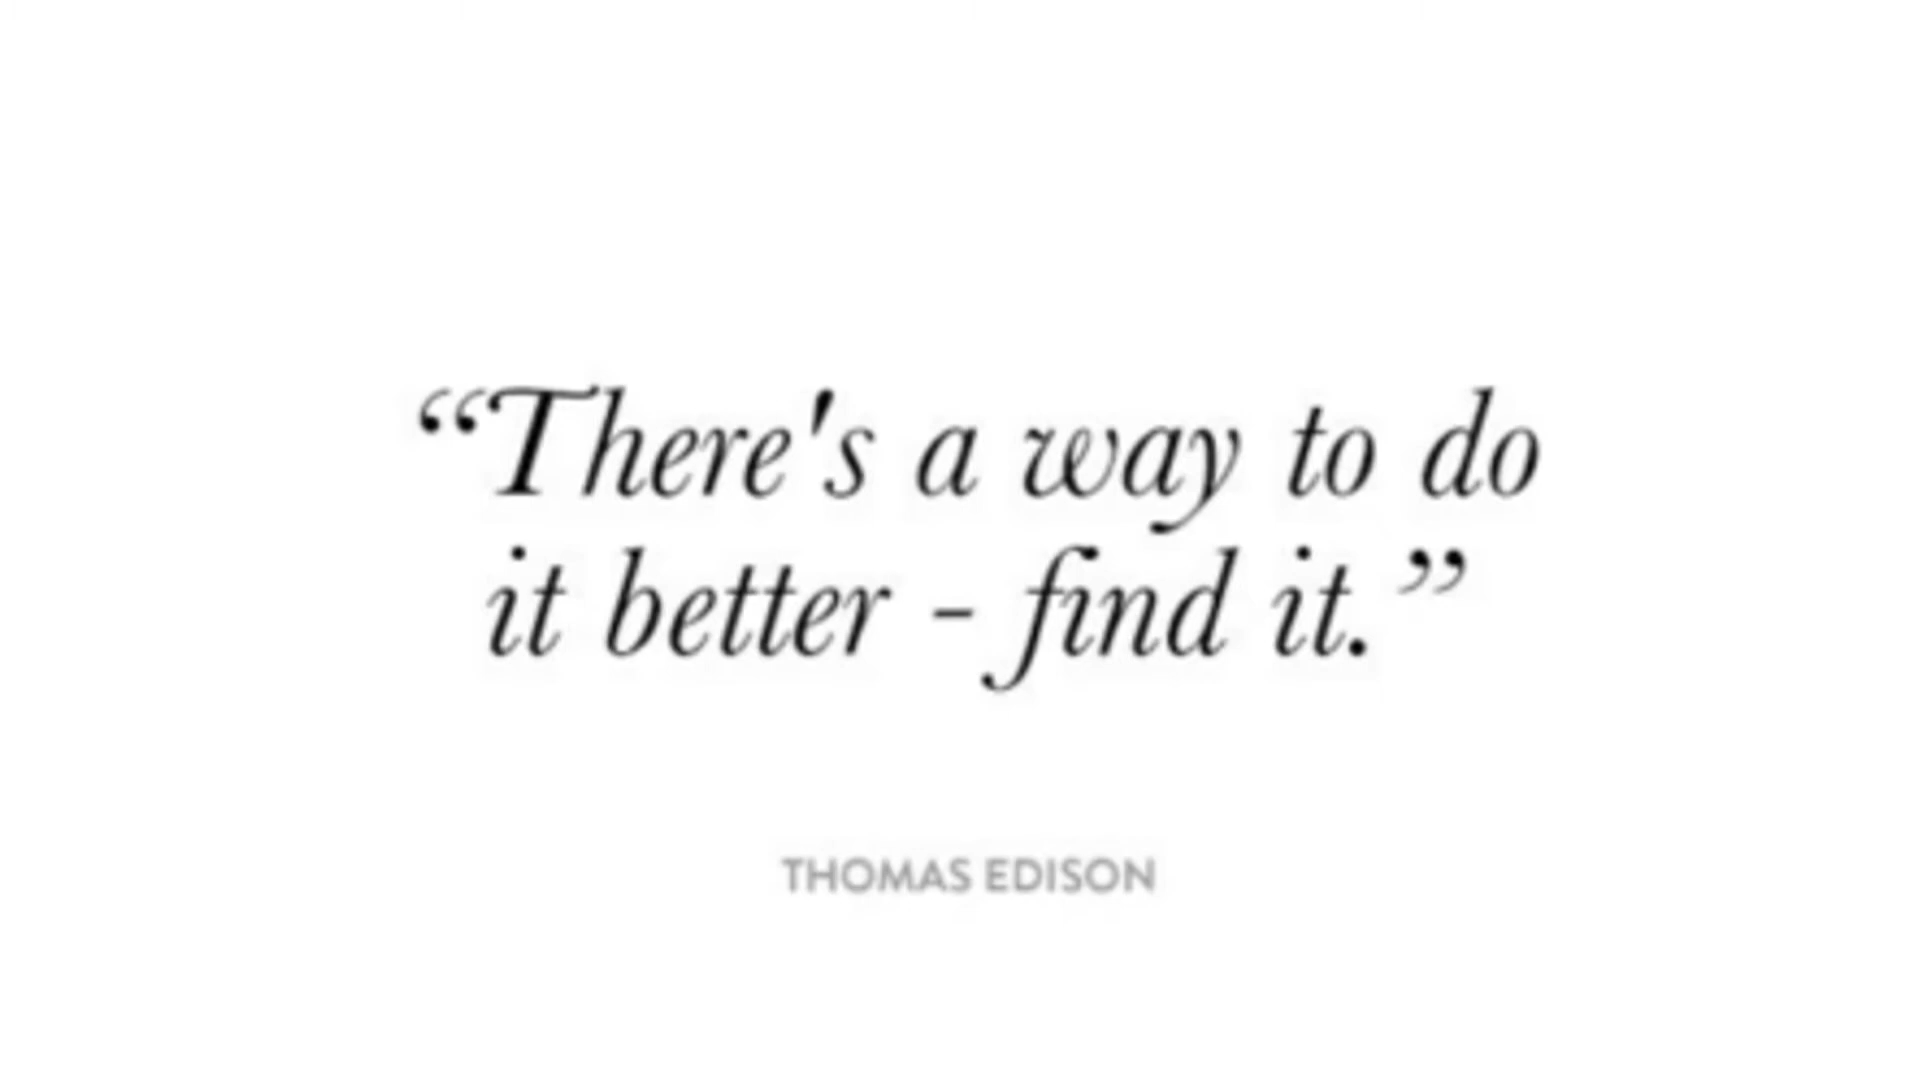 “There's a way to do
it better - find it.”
THOMAS EDISON